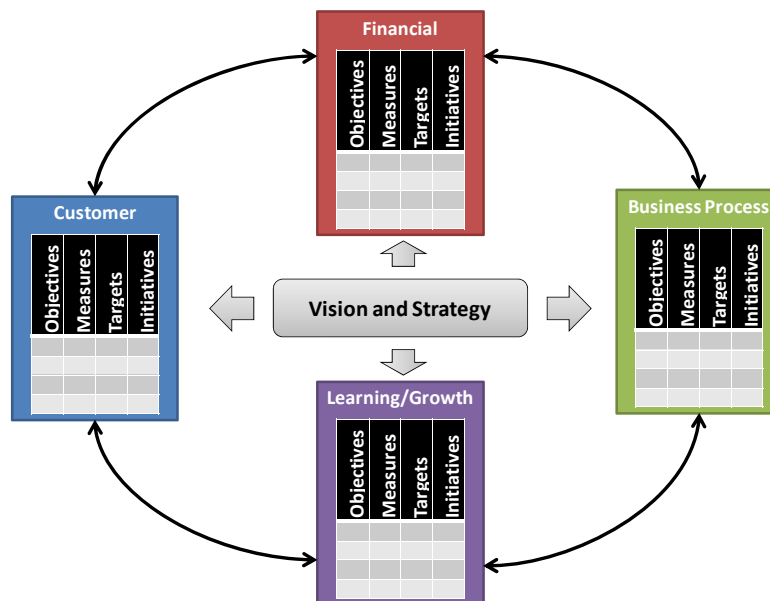 Financial
Objectives
Measures
Targets
Initiatives
Customer
Objectives
Measures
Targets
Initiatives
Vision and Strategy
Business Process
Objectives
Measures
Targets
Initiatives
Learning/Growth
Objectives
Measures
Targets
Initiatives